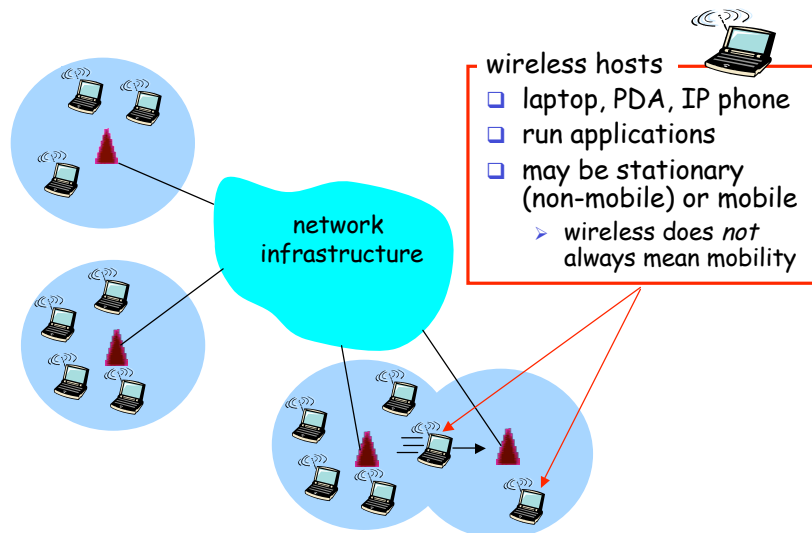 wireless hosts
laptop, PDA, IP phone
run applications
may be stationary
(non-mobile) or mobile
wireless does not
always mean mobility
network
infrastructure